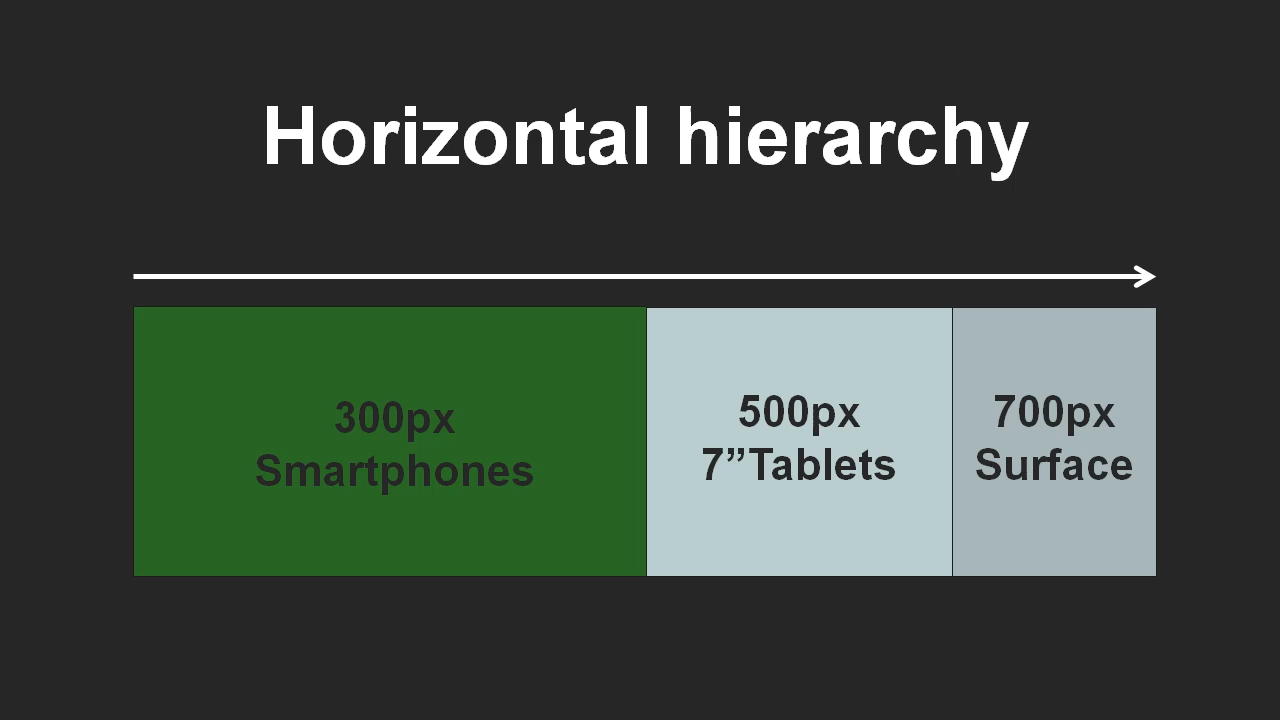 Horizontal hierarchy
300px
Smartphones
500px
7”Tablets
700px
Surface